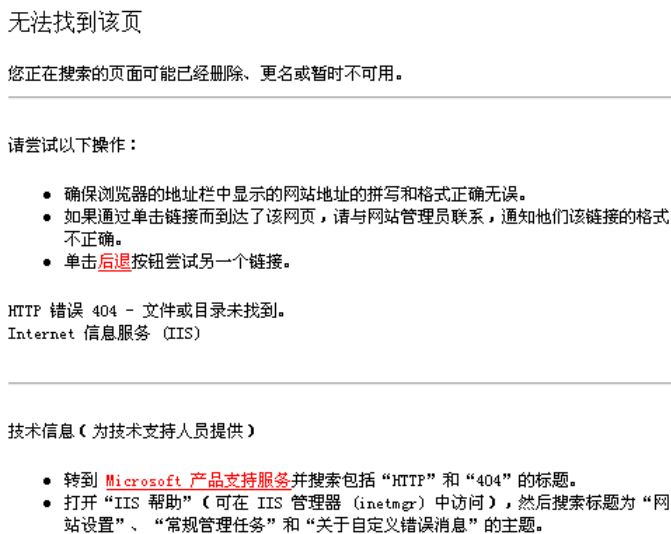 无法找到该页
您正在搜索的页面可能已经删除、更名或暂时不可用。
请尝试以下操作：
● 确保浏览器的地址栏中显示的网站地址的拼写和格式正确无误。
● 如果通过单击链接而到达了该网页，请与网站管理员联系，通知他们该链接的格式
不正确。
● 单击后退按钮尝试另一个链接。
HTTP 错误 404 - 文件或目录未找到。
Internet 信息服务 (IIS)
技术信息（为技术支持人员提供）
● 转到 Microsoft 产品支持服务并搜索包括“HTTP”和“404”的标题。
● 打开“IIS 帮助”（可在 IIS 管理器 (inetmgr) 中访问），然后搜索标题为“网
站设置”、“常规管理任务”和“关于自定义错误消息”的主题。